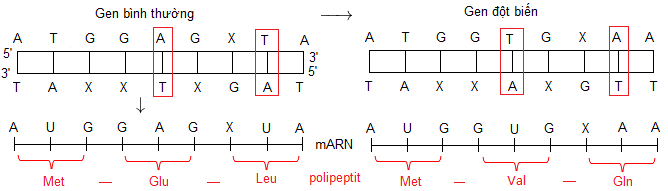 Gen bình thường → Gen đột biến
A T G G A G X T A
5' 3'
3' 5'
T A X X T X G A T
A T G G T G X A A
T A X X A X G T T
A U G G A G X U A mARN A U G G U G X A A
Met — Glu — Leu polipeptit Met — Val — Gln